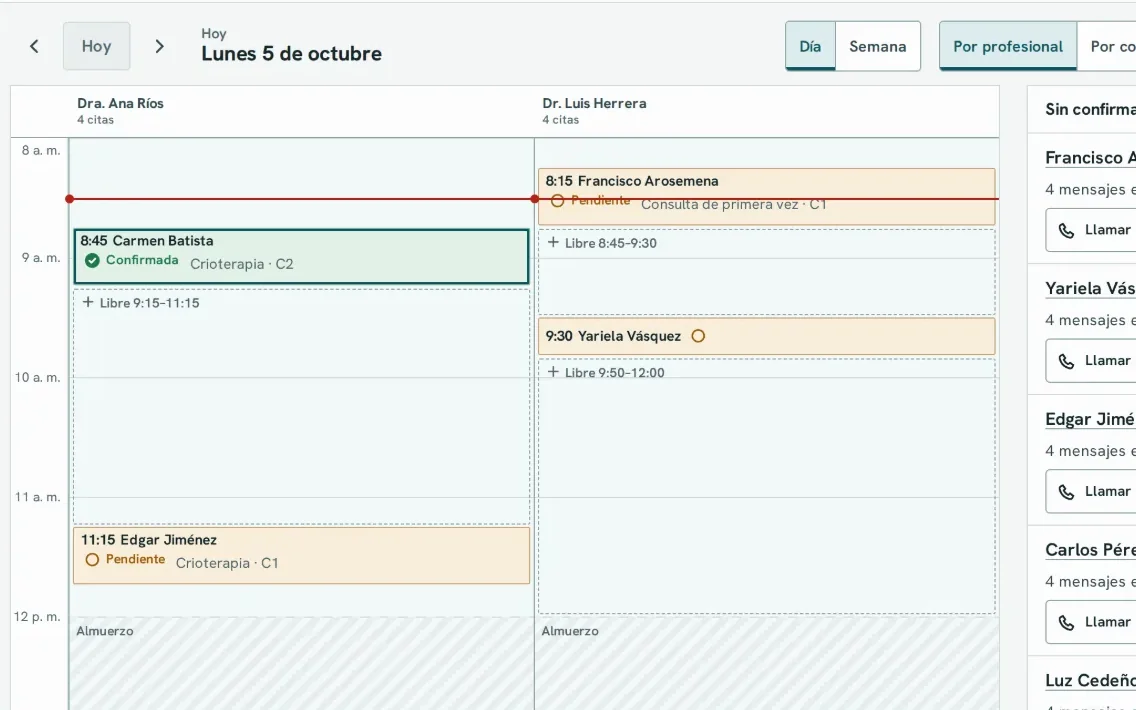 Hoy
Hoy
Lunes 5 de octubre
Día
Semana
Por profesional
Por co
Dra. Ana Ríos
4 citas
Dr. Luis Herrera
4 citas
8 a. m.
9 a. m.
10 a. m.
11 a. m.
12 p. m.
8:45 Carmen Batista
Confirmada Crioterapia · C2
+ Libre 9:15–11:15
11:15 Edgar Jiménez
Pendiente Crioterapia · C1
Almuerzo
8:15 Francisco Arosemena
Pendiente Consulta de primera vez · C1
+ Libre 8:45–9:30
9:30 Yariela Vásquez
+ Libre 9:50–12:00
Almuerzo
Sin confirma
Francisco A
4 mensajes e
Llamar
Yariela Vás
4 mensajes e
Llamar
Edgar Jimé
4 mensajes e
Llamar
Carlos Pére
4 mensajes e
Llamar
Luz Cedeño